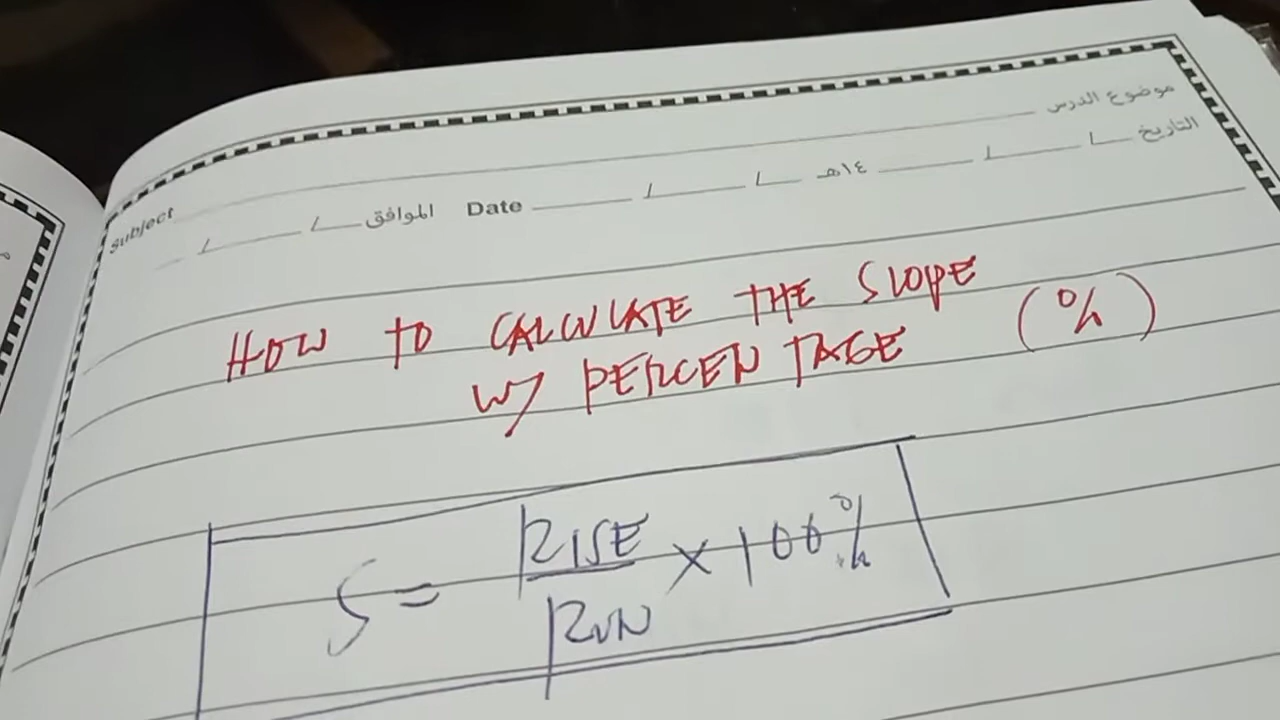 موضوع الدرس
التاريخ / / ١٤هـ
Subject
الموافق / / Date / /
HOW TO CALCULATE THE SLOPE
W/ PERCENTAGE (%)
S = RISE / RUN × 100%